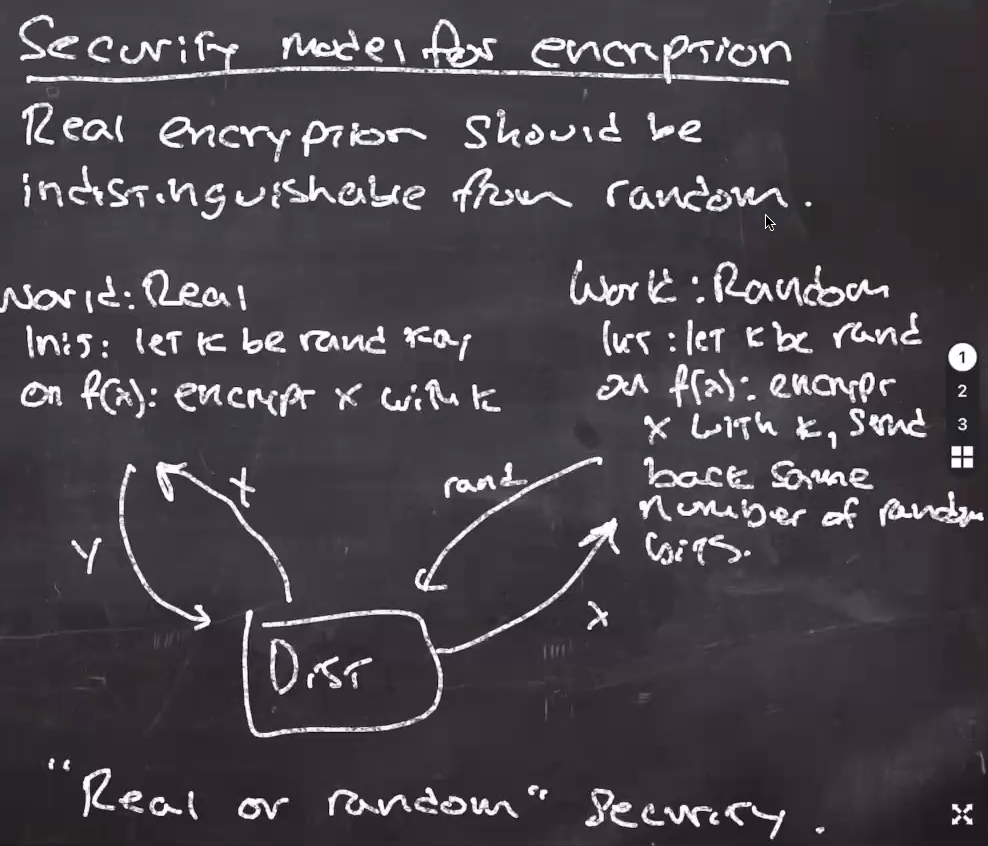 Security model for encryption
Real encryption should be
indistinguishable from random.
World: Real
Init: let k be rand key
on f(x): encrypt x with k
World: Random
Init: let k be rand
on f(x): encrypt
x with k, send
back same
number of random
bits.
x
y
rand
x
Dist
"Real or random" security.
1
2
3